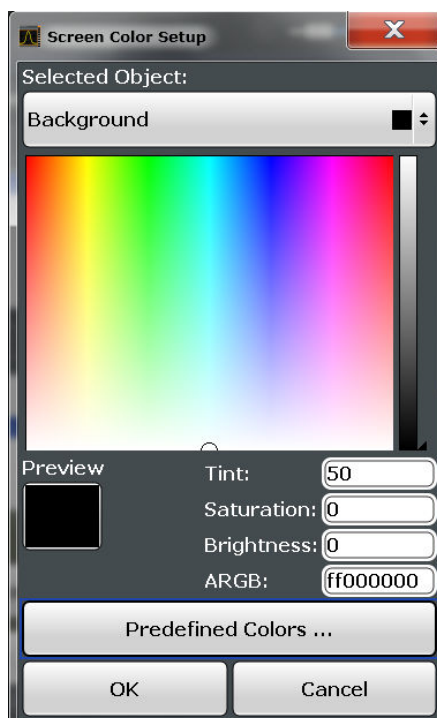 Screen Color Setup
Selected Object:
Background
Preview
Tint: 50
Saturation: 0
Brightness: 0
ARGB: ff000000
Predefined Colors ...
OK Cancel